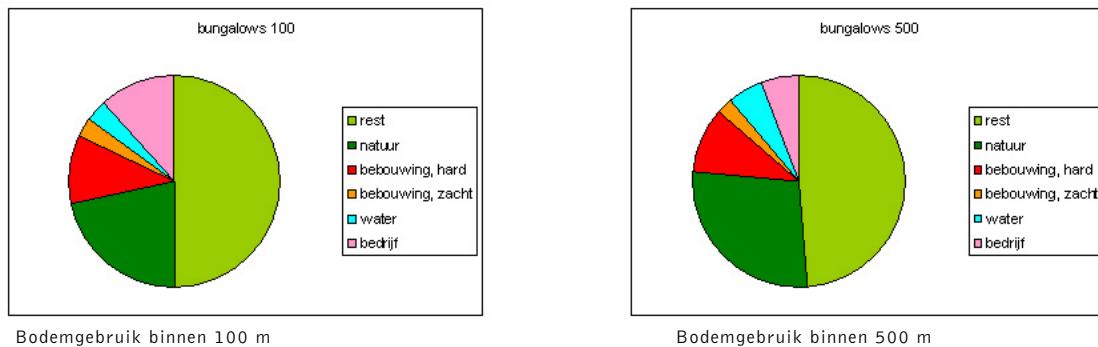 bungalows 100
rest
natuur
bebouwing, hard
bebouwing, zacht
water
bedrijf
Bodemgebruik binnen 100 m
bungalows 500
rest
natuur
bebouwing, hard
bebouwing, zacht
water
bedrijf
Bodemgebruik binnen 500 m